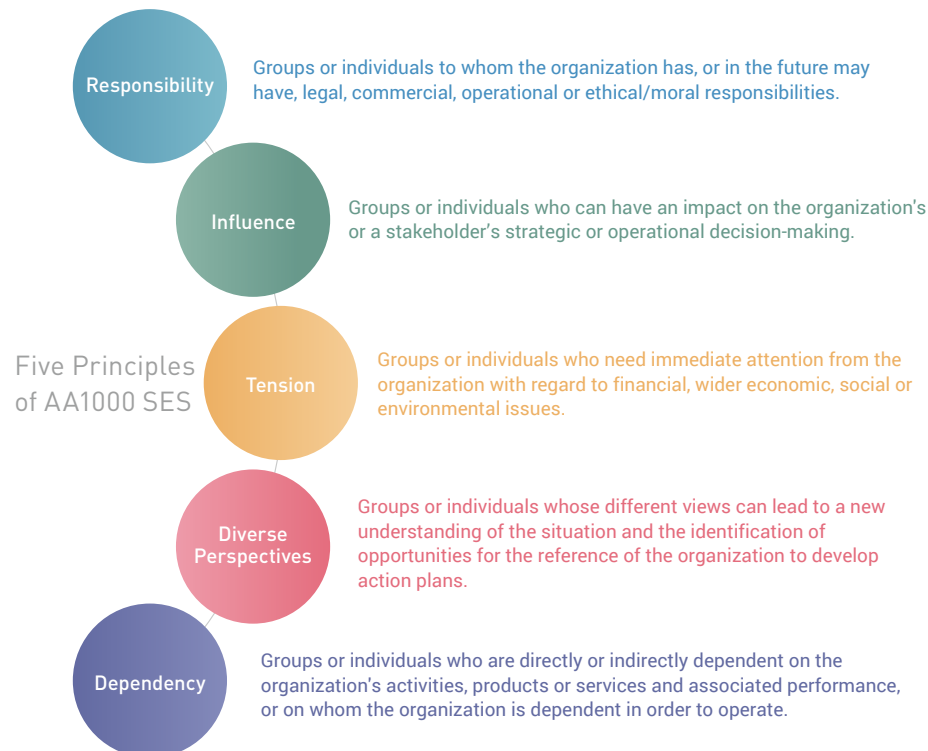 Responsibility
Groups or individuals to whom the organization has, or in the future may
have, legal, commercial, operational or ethical/moral responsibilities.
Influence
Groups or individuals who can have an impact on the organization's
or a stakeholder’s strategic or operational decision-making.
Five Principles
of AA1000 SES
Tension
Groups or individuals who need immediate attention from the
organization with regard to financial, wider economic, social or
environmental issues.
Diverse
Perspectives
Groups or individuals whose different views can lead to a new
understanding of the situation and the identification of
opportunities for the reference of the organization to develop
action plans.
Dependency
Groups or individuals who are directly or indirectly dependent on the
organization's activities, products or services and associated performance,
or on whom the organization is dependent in order to operate.